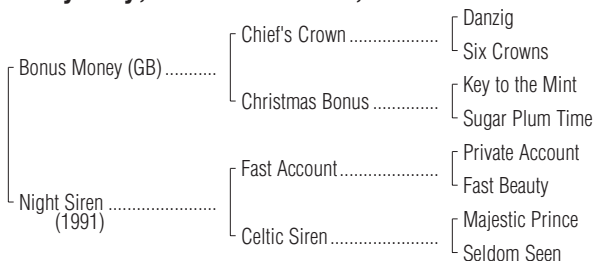 Danzig
Chief's Crown ...................
Six Crowns
Bonus Money (GB) ...........
Key to the Mint
Christmas Bonus ..............
Sugar Plum Time
Private Account
Fast Account .....................
Fast Beauty
Night Siren .......................
(1991)
Majestic Prince
Celtic Siren .......................
Seldom Seen